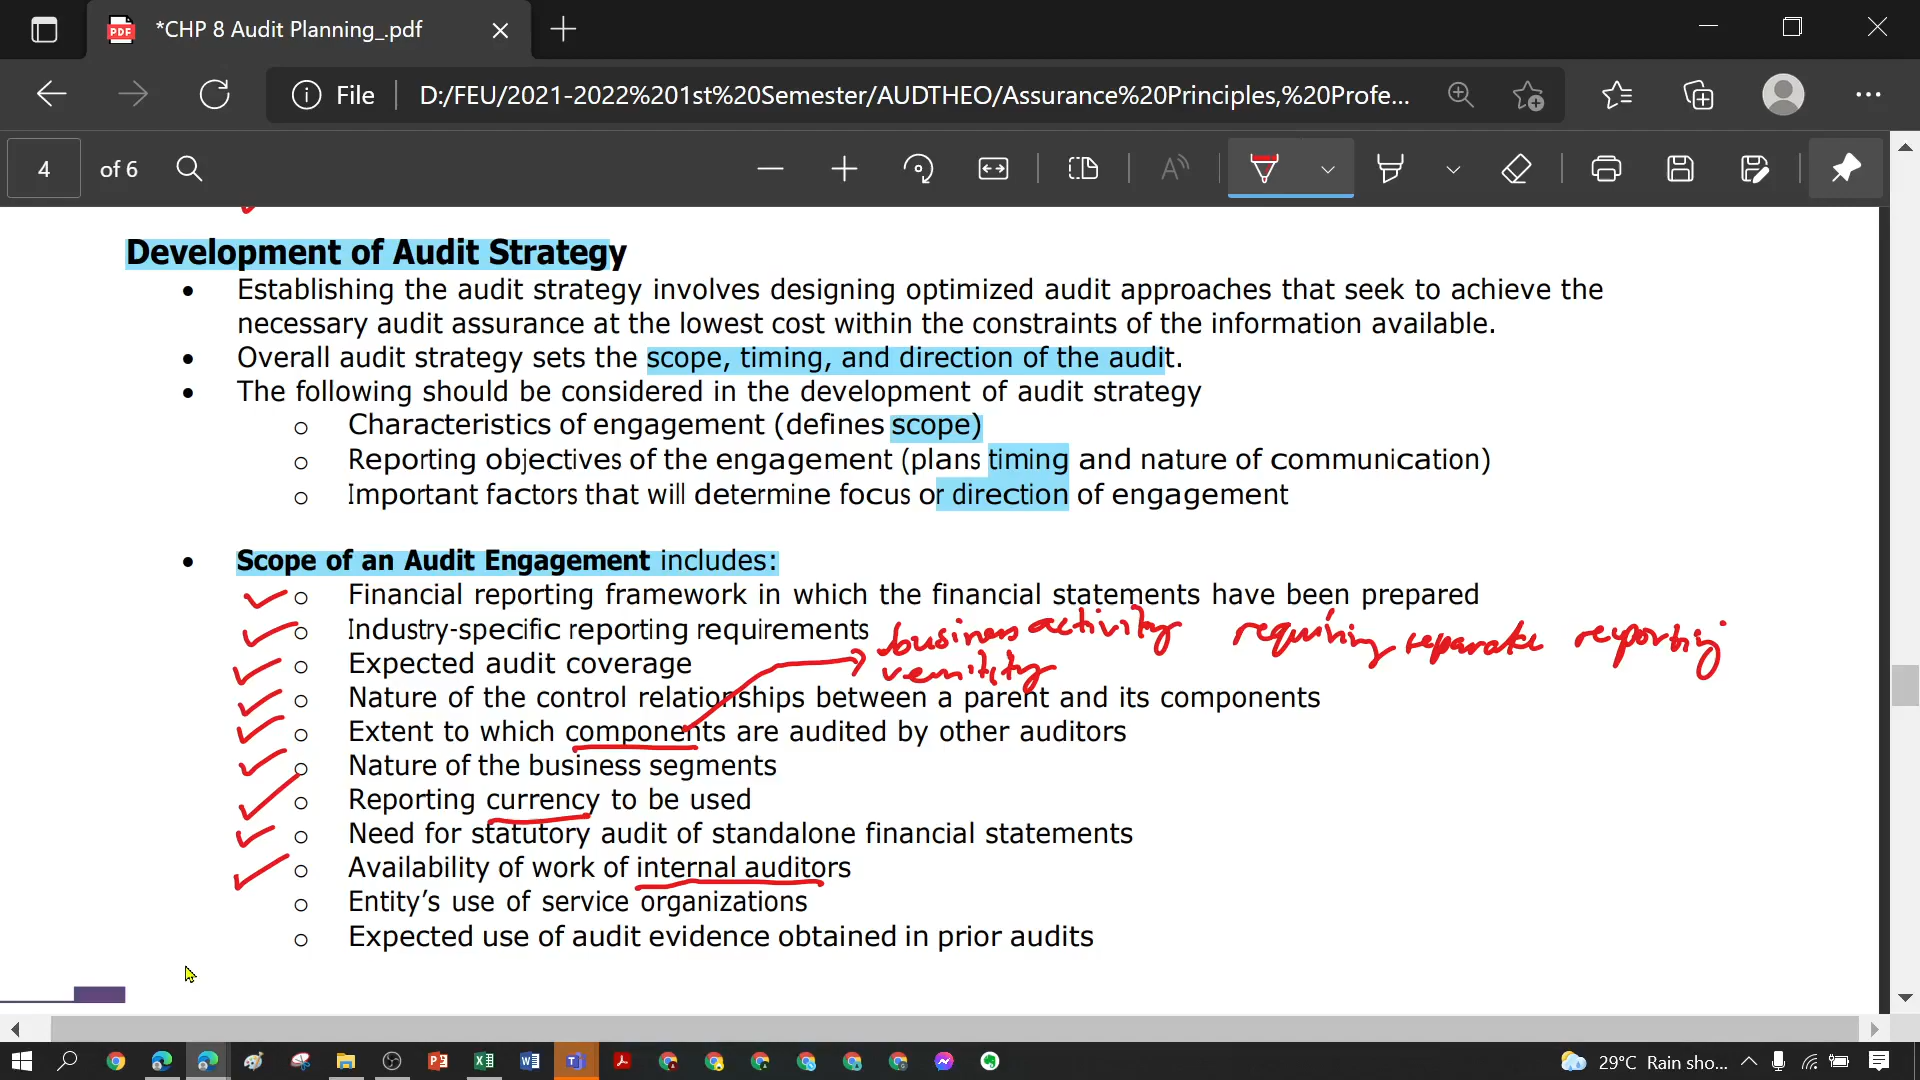 *CHP 8 Audit Planning_.pdf
File
D:/FEU/2021-2022%201st%20Semester/AUDTHEO/Assurance%20Principles,%20Profe...
4 of 6
Development of Audit Strategy
• Establishing the audit strategy involves designing optimized audit approaches that seek to achieve the
necessary audit assurance at the lowest cost within the constraints of the information available.
• Overall audit strategy sets the scope, timing, and direction of the audit.
• The following should be considered in the development of audit strategy
o Characteristics of engagement (defines scope)
o Reporting objectives of the engagement (plans timing and nature of communication)
o Important factors that will determine focus or direction of engagement
• Scope of an Audit Engagement includes:
o Financial reporting framework in which the financial statements have been prepared
o Industry-specific reporting requirements
business activity requiring separate reporting
o Expected audit coverage
o Nature of the control relationships between a parent and its components
o Extent to which components are audited by other auditors
o Nature of the business segments
o Reporting currency to be used
o Need for statutory audit of standalone financial statements
o Availability of work of internal auditors
o Entity's use of service organizations
o Expected use of audit evidence obtained in prior audits
29°C Rain sho...